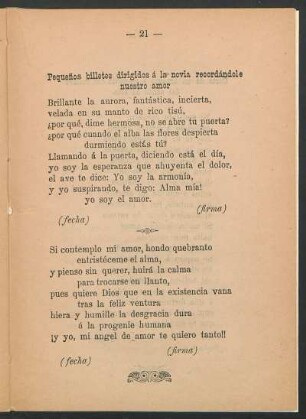 — 21 —
Pequeños billetes dirigidos á la novia recordándole
nuestro amor
Brillante la aurora, fantástica, incierta,
velada en su manto de rico tisú,
¿por qué, dime hermosa, no se abre tu puerta?
¿por qué cuando el alba las flores despierta
durmiendo estás tú?
Llamando á la puerta, diciendo está el día,
yo soy la esperanza que ahuyenta el dolor,
el ave te dice: Yo soy la armonía,
y yo suspirando, te digo: Alma mia!
yo soy el amor.
(firma)
(fecha)
Si contemplo mi amor, hondo quebranto
entristéceme el alma,
y pienso sin querer, huirá la calma
para trocarse en llanto,
pues quiere Dios que en la existencia vana
tras la feliz ventura
hiera y humille la desgracia dura
á la progenie humana
¡y yo, mi angel de amor te quiero tanto!!
(firma)
(fecha)